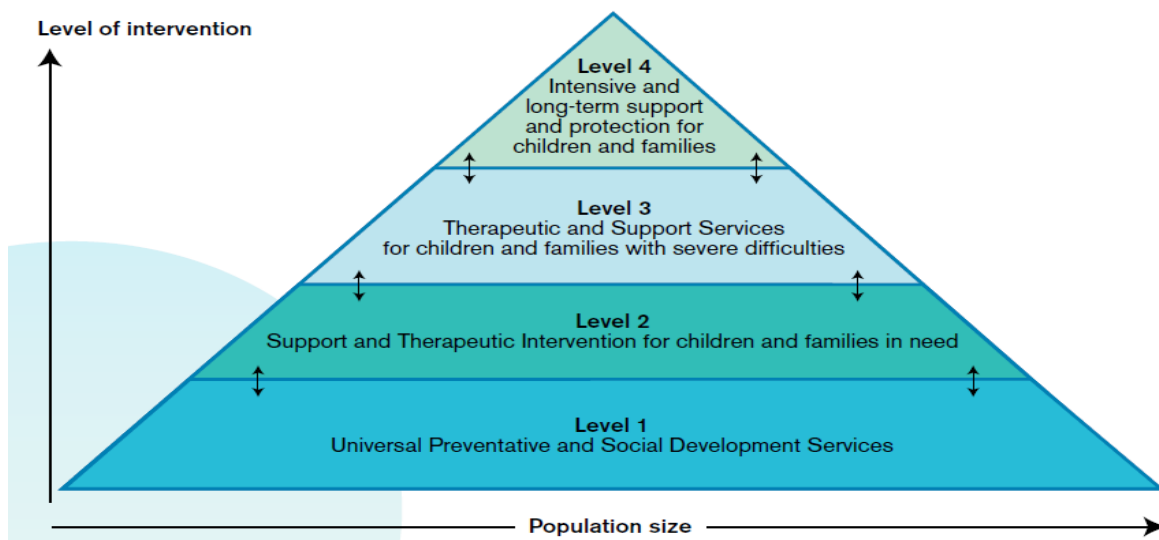 Level of intervention
Level 4
Intensive and
long-term support
and protection for
children and families
Level 3
Therapeutic and Support Services
for children and families with severe difficulties
Level 2
Support and Therapeutic Intervention for children and families in need
Level 1
Universal Preventative and Social Development Services
Population size